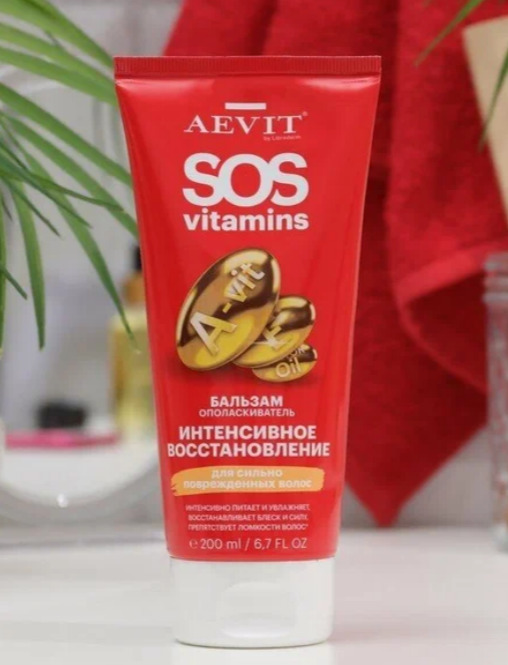 AEVIT®
by Librederm
SOS
vitamins
A-vit
Oil
БАЛЬЗАМ
ОПОЛАСКИВАТЕЛЬ
ИНТЕНСИВНОЕ
ВОССТАНОВЛЕНИЕ
для сильно
поврежденных волос
ИНТЕНСИВНО ПИТАЕТ И УВЛАЖНЯЕТ,
ВОССТАНАВЛИВАЕТ БЛЕСК И СИЛУ,
ПРЕПЯТСТВУЕТ ЛОМКОСТИ ВОЛОС*
℮ 200 ml / 6,7 FL OZ